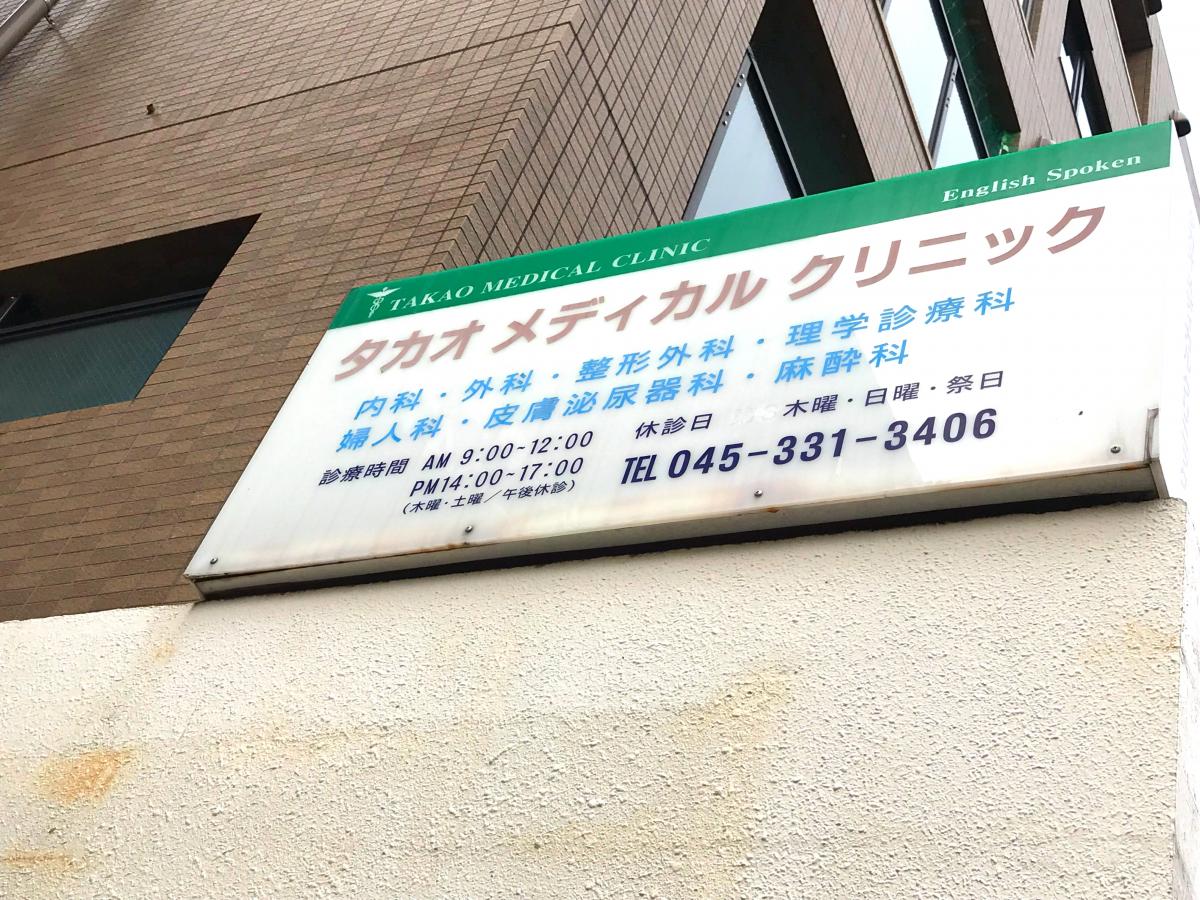 TAKAO MEDICAL CLINIC English Spoken
タカオ メディカル クリニック
内科・外科・整形外科・理学診療科
婦人科・皮膚泌尿器科・麻酔科
診療時間 AM 9:00~12:00
PM14:00~17:00
(木曜・土曜/午後休診)
休診日 木曜・日曜・祭日
TEL 045-331-3406